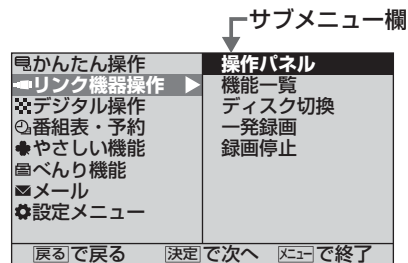 サブメニュー欄
かんたん操作
リンク機器操作
デジタル操作
番組表・予約
やさしい機能
べんり機能
メール
設定メニュー
操作パネル
機能一覧
ディスク切換
一発録画
録画停止
戻るで戻る 決定で次へ メニューで終了